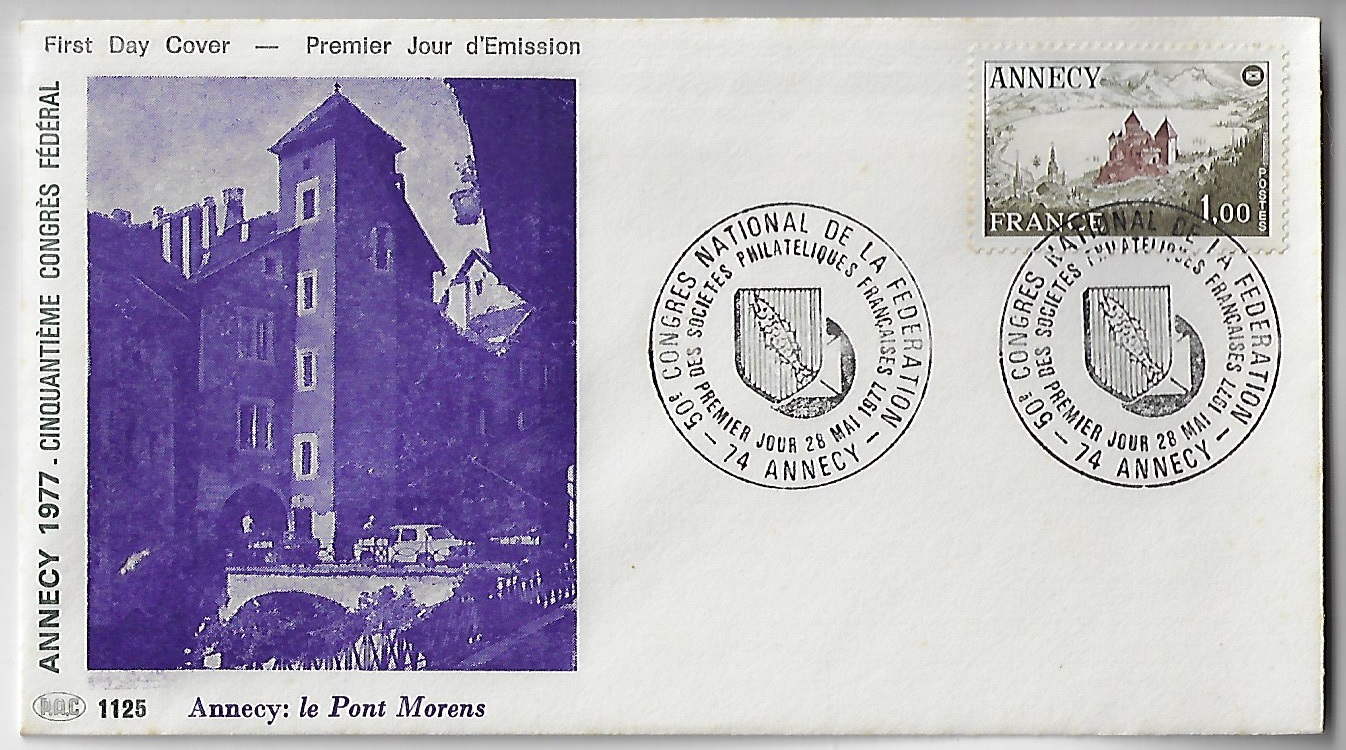 First Day Cover — Premier Jour d'Emission
ANNECY 1977 - CINQUANTIÈME CONGRÈS FÉDÉRAL
P.A.C 1125 Annecy: le Pont Morens
ANNECY
FRANCE 1,00
POSTES
50e CONGRES NATIONAL DE LA FEDERATION
DES SOCIETES PHILATELIQUES FRANÇAISES
PREMIER JOUR 28 MAI 1977
— 74 ANNECY —
50e CONGRES NATIONAL DE LA FEDERATION
DES SOCIETES PHILATELIQUES FRANÇAISES
PREMIER JOUR 28 MAI 1977
— 74 ANNECY —